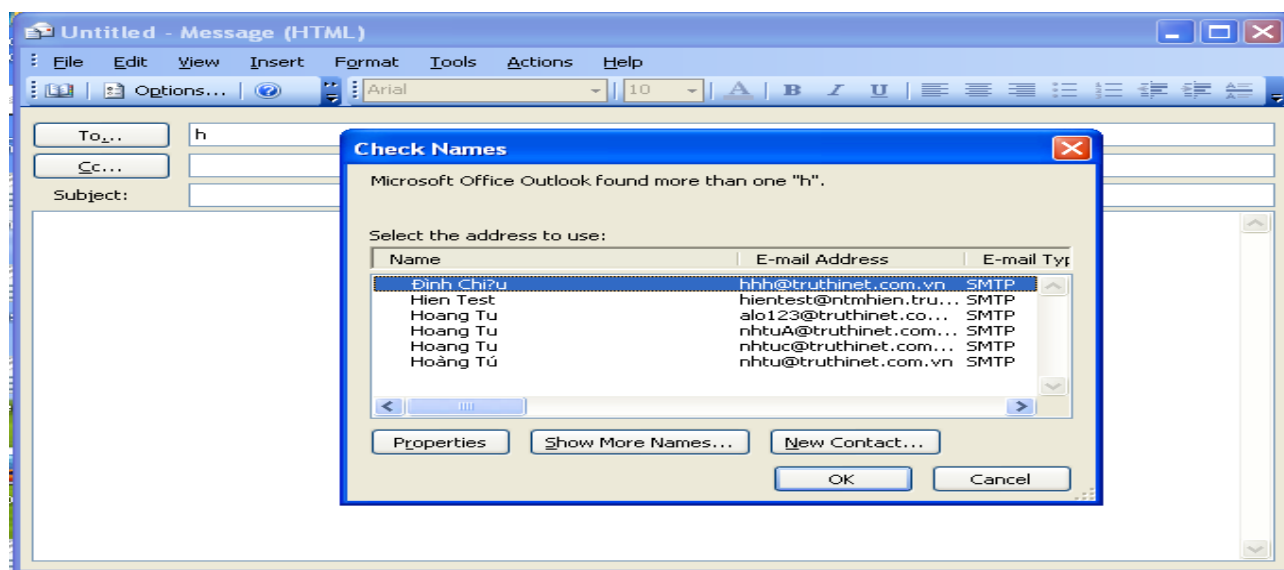 Untitled - Message (HTML)
File Edit View Insert Format Tools Actions Help
Options... Arial 10 A B I U
To... h
Cc...
Subject:
Check Names
Microsoft Office Outlook found more than one "h".
Select the address to use:
Name E-mail Address E-mail Typ
Đinh Chi?u hhh@truthinet.com.vn SMTP
Hien Test hientest@ntmhien.tru... SMTP
Hoang Tu alo123@truthinet.co... SMTP
Hoang Tu nhtuA@truthinet.com... SMTP
Hoang Tu nhtuc@truthinet.com... SMTP
Hoàng Tú nhtu@truthinet.com.vn SMTP
Properties Show More Names... New Contact...
OK Cancel